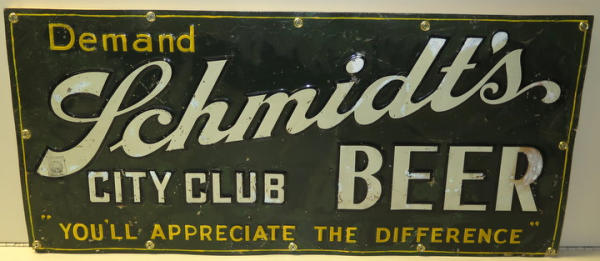 Demand
Schmidt's
CITY CLUB BEER
"YOU'LL APPRECIATE THE DIFFERENCE"